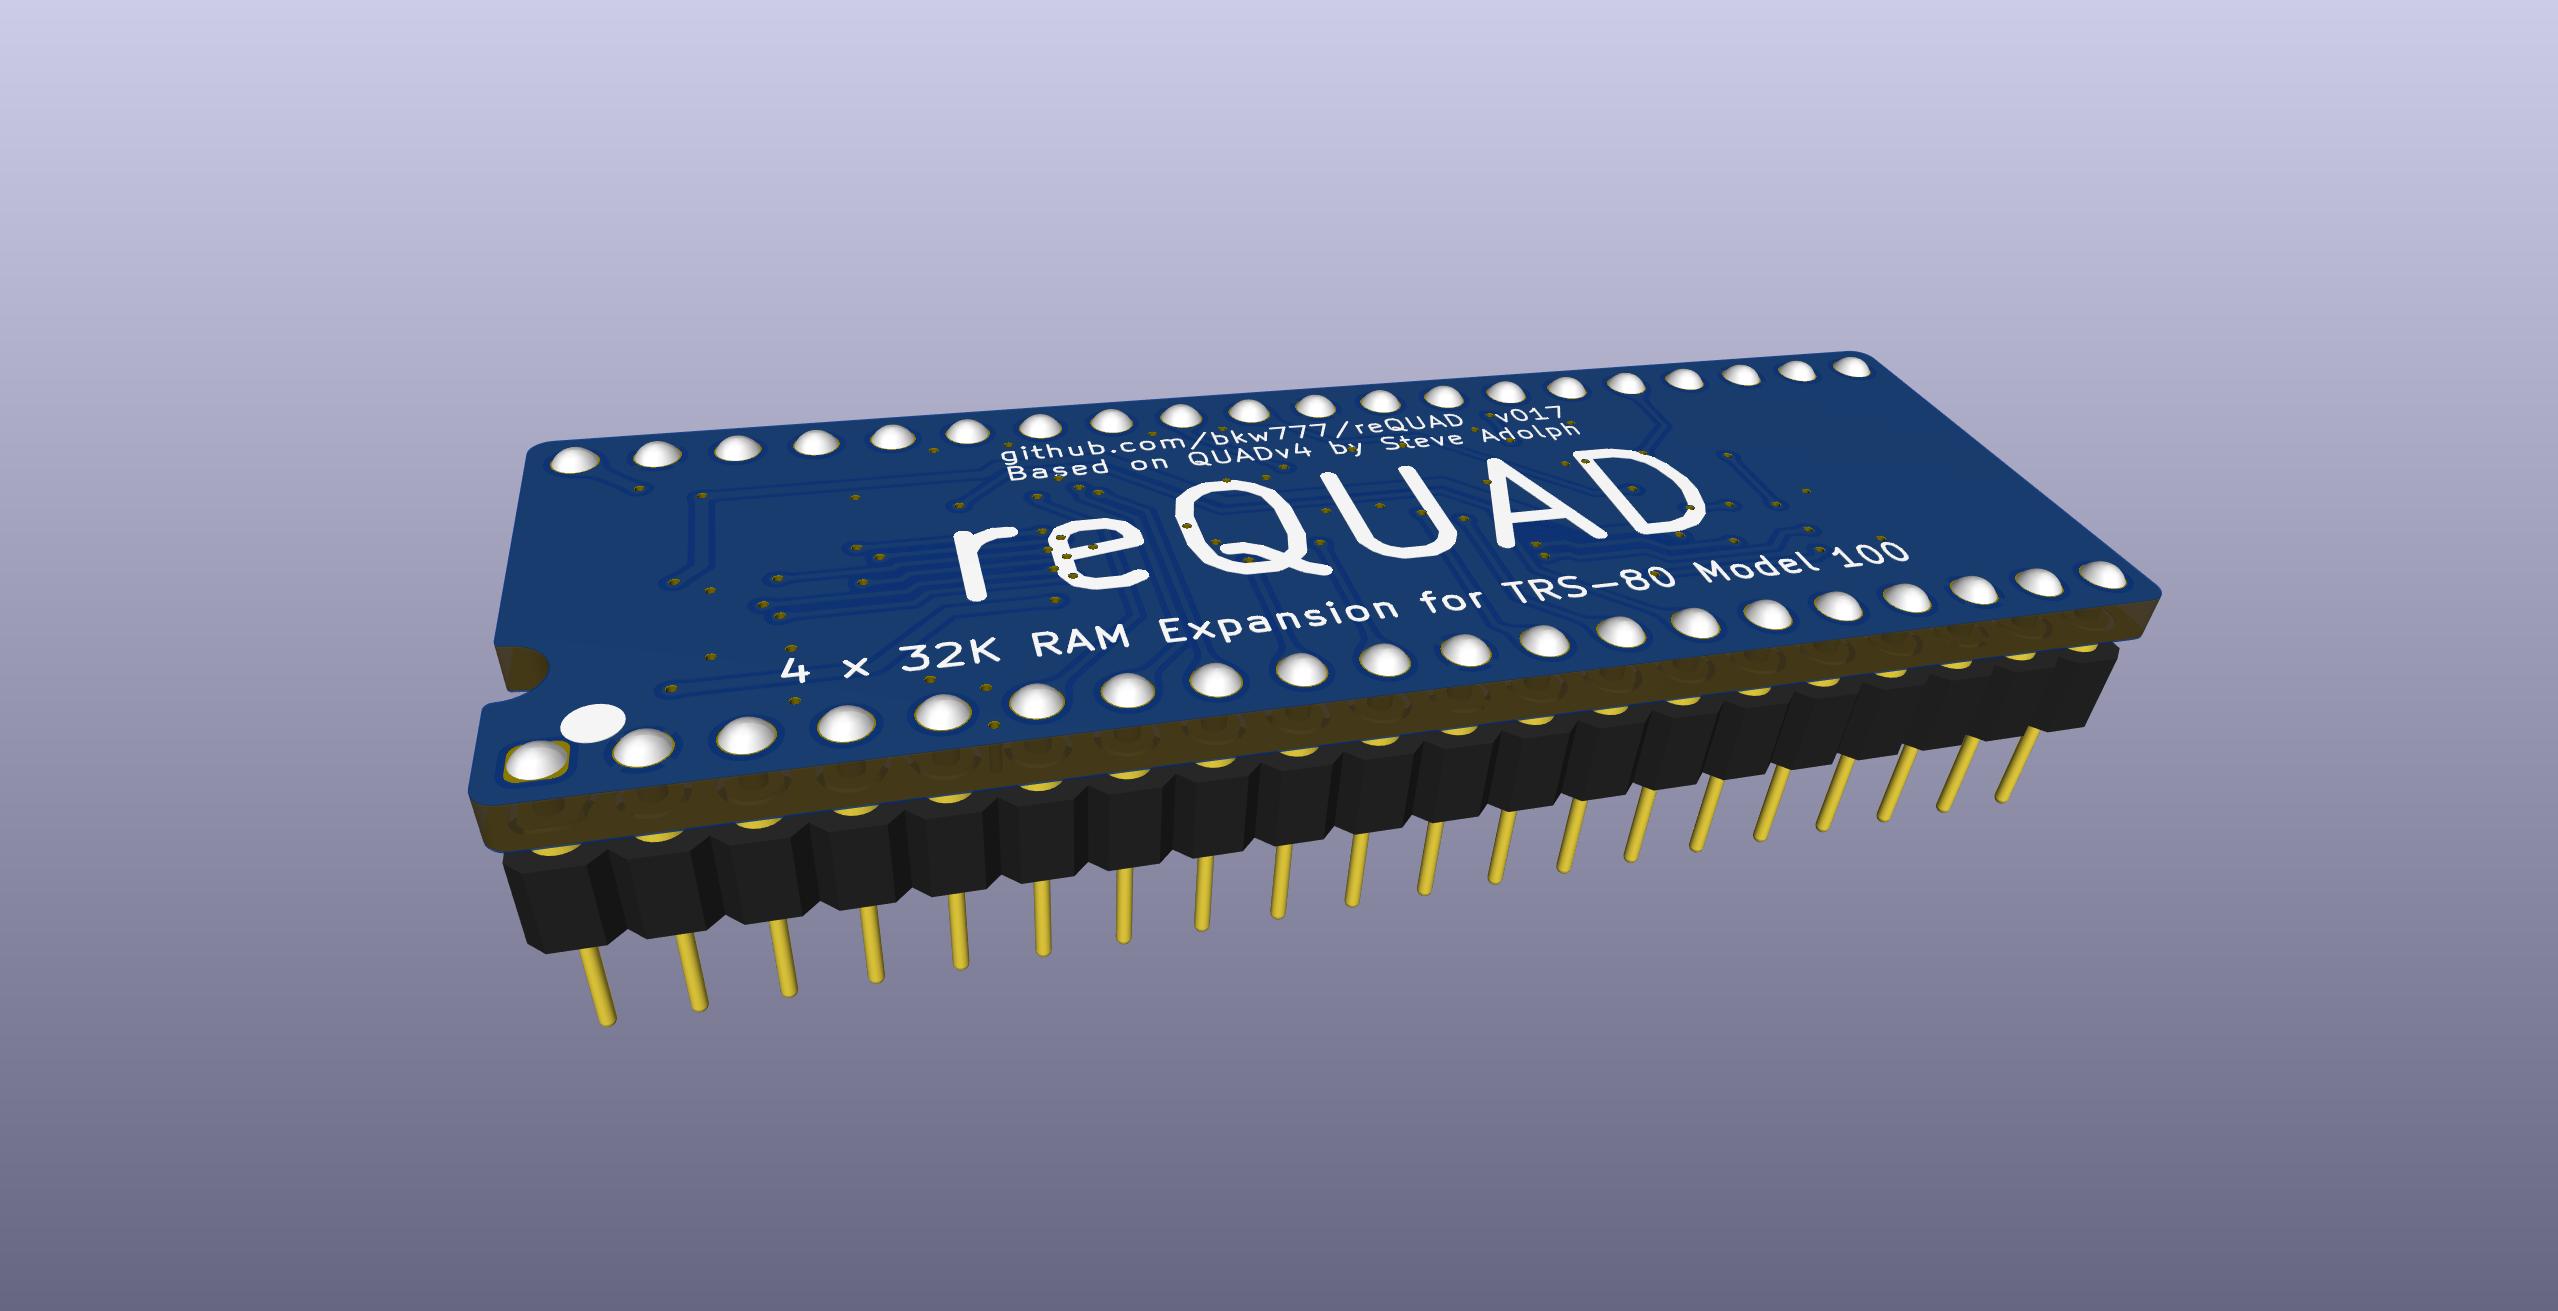 github.com/bkw777/reQUAD v017
Based on QUADv4 by Steve Adolph
reQUAD
4 x 32K RAM Expansion for TRS-80 Model 100